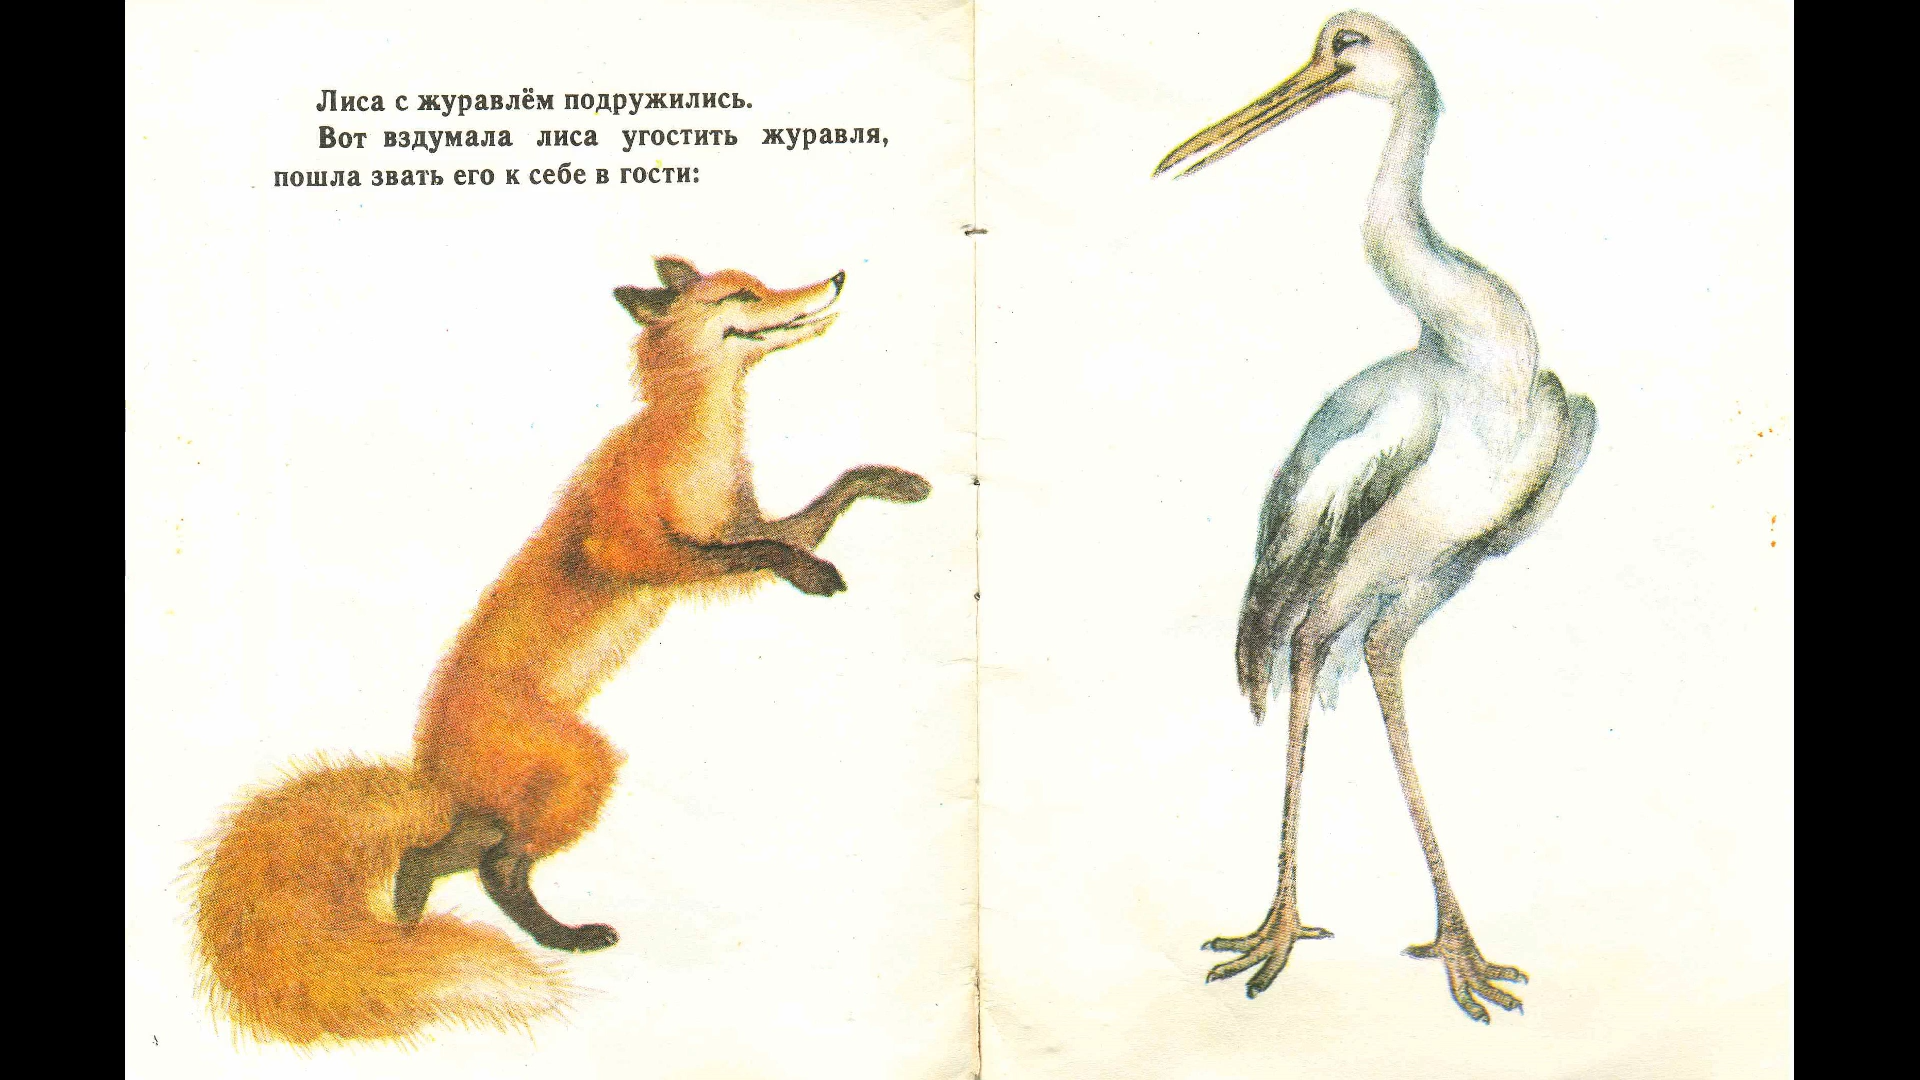 Лиса с журавлём подружились.
Вот вздумала лиса угостить журавля,
пошла звать его к себе в гости: